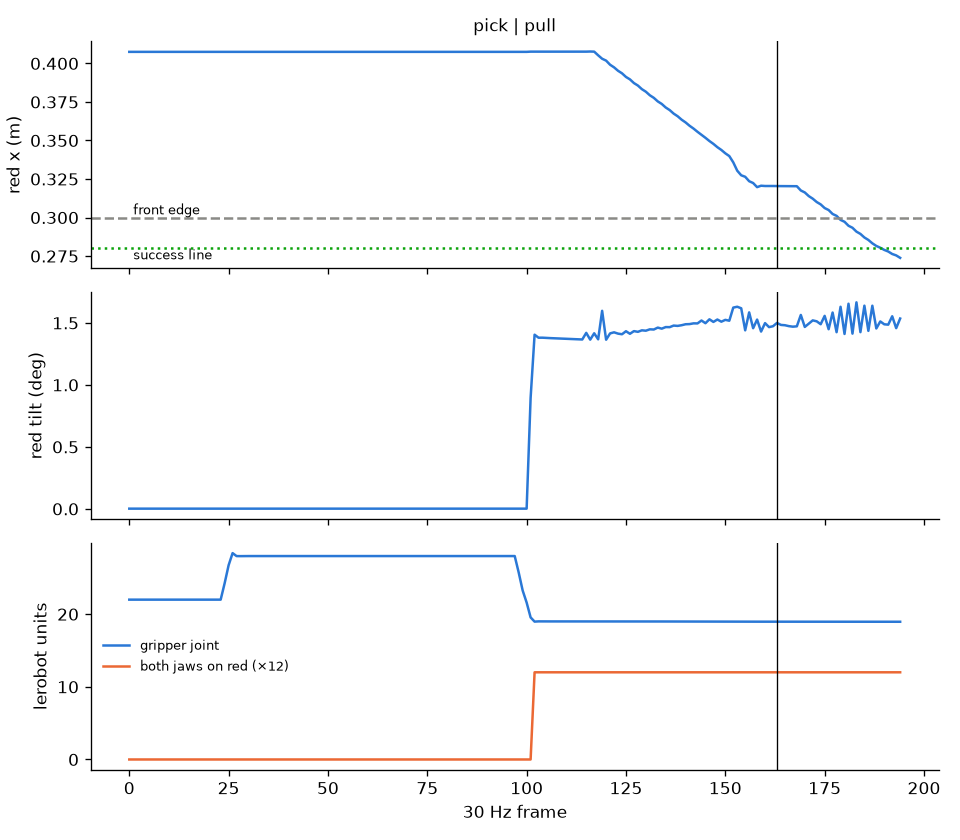 pick | pull
0.400
0.375
0.350
0.325
0.300
0.275
red x (m)
front edge
success line
1.5
1.0
0.5
0.0
red tilt (deg)
20
10
0
lerobot units
gripper joint
both jaws on red (×12)
0 25 50 75 100 125 150 175 200
30 Hz frame